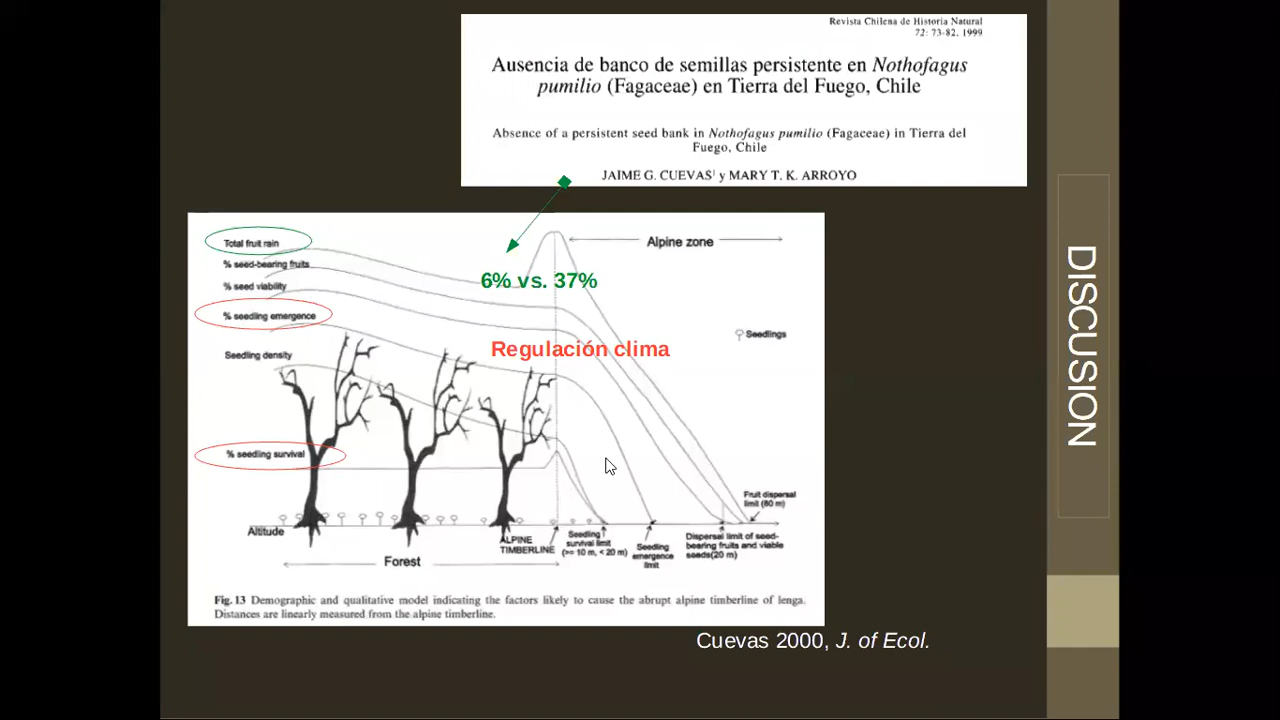 Revista Chilena de Historia Natural
72: 73-82, 1999
Ausencia de banco de semillas persistente en Nothofagus
pumilio (Fagaceae) en Tierra del Fuego, Chile
Absence of a persistent seed bank in Nothofagus pumilio (Fagaceae) in Tierra del
Fuego, Chile
JAIME G. CUEVAS¹ y MARY T. K. ARROYO
Total fruit rain
% seed-bearing fruits
% seed viability
% seedling emergence
Seedling density
% seedling survival
Altitude
Alpine zone
6% vs. 37%
Regulación clima
Seedlings
ALPINE
TIMBERLINE
Seedling
survival limit
(>= 10 m, < 20 m)
Seedling
emergence
limit
Fruit dispersal
limit (80 m)
Dispersal limit of seed-
bearing fruits and viable
seeds(20 m)
Forest
Fig. 13 Demographic and qualitative model indicating the factors likely to cause the abrupt alpine timberline of lenga.
Distances are linearly measured from the alpine timberline.
Cuevas 2000, J. of Ecol.
DISCUSION